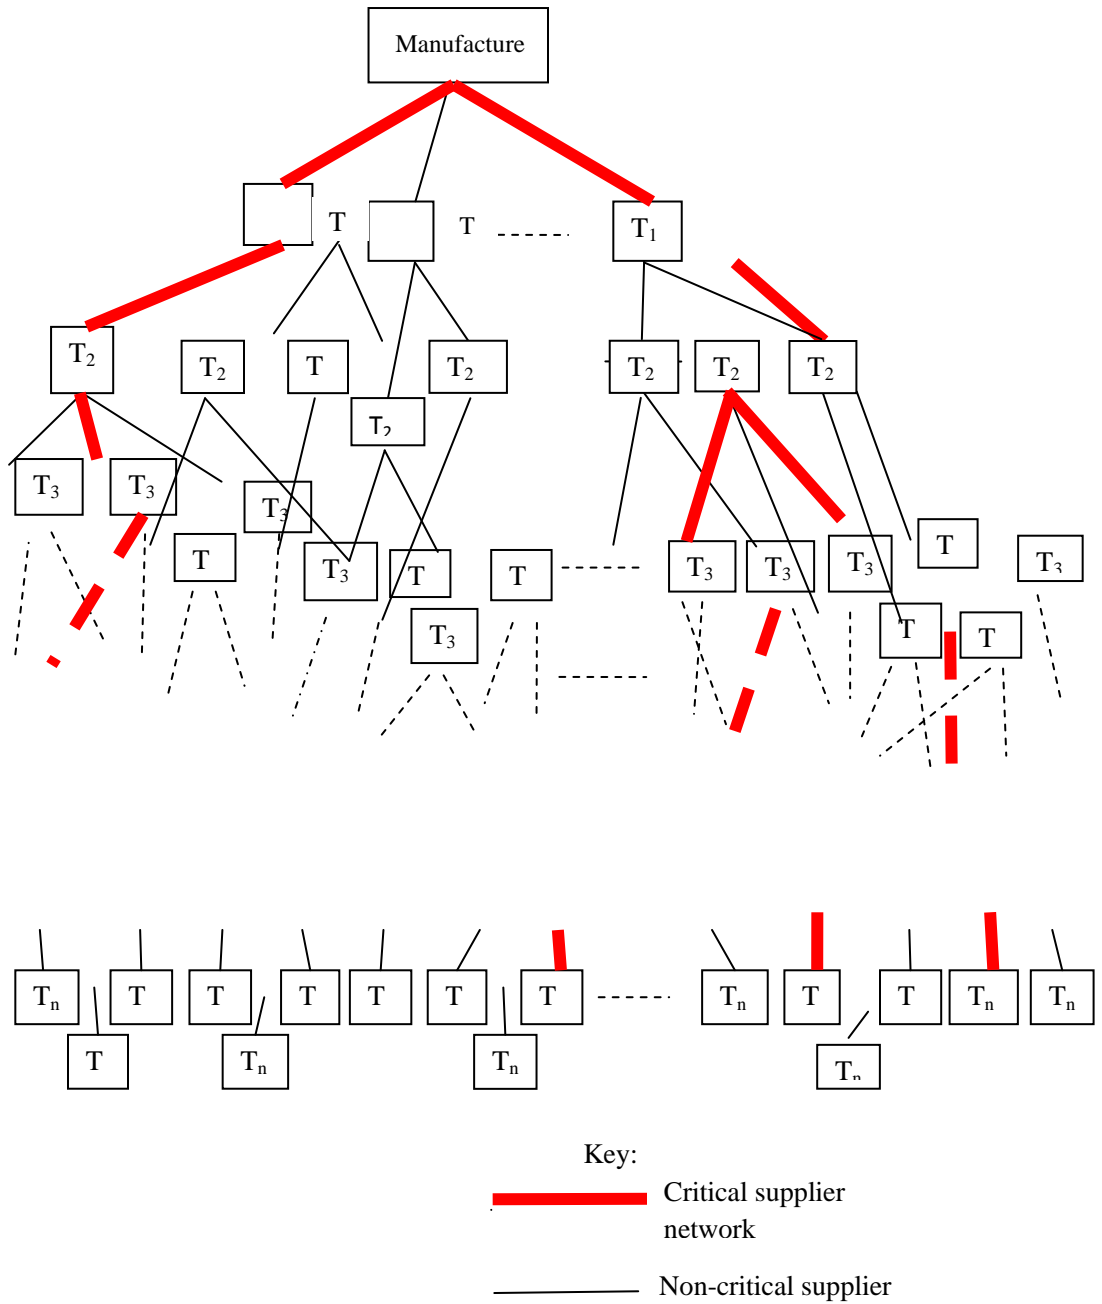 Manufacture
T T T₁
T₂ T₂ T T₂ T₂ T₂ T₂
T₂
T₃ T₃ T₃
T T₃ T T T₃ T₃ T₃ T T₃
T₃ T T
Tₙ T T T T T T Tₙ T T Tₙ Tₙ
T Tₙ Tₙ Tₙ
Key:
Critical supplier
network
Non-critical supplier